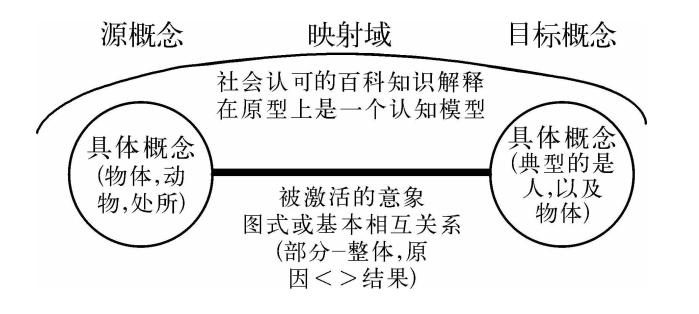 源概念 映射域 目标概念
社会认可的百科知识解释
在原型上是一个认知模型
具体概念
(物体,动
物,处所)
具体概念
(典型的是
人,以及
物体)
被激活的意象
图式或基本相互关系
(部分-整体,原
因< >结果)